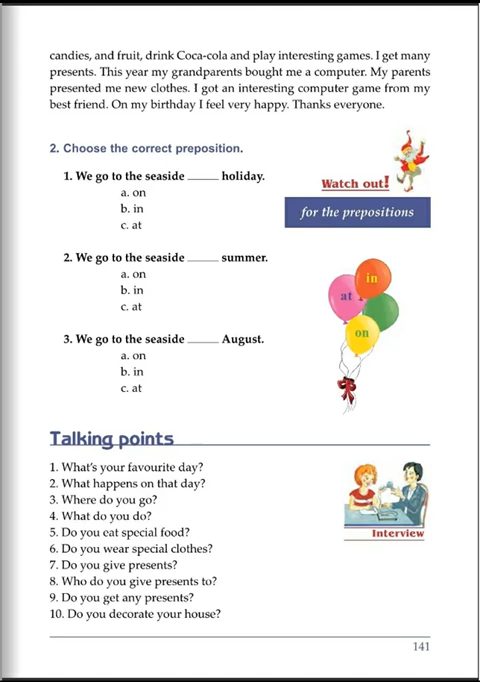 candies, and fruit, drink Coca-cola and play interesting games. I get many
presents. This year my grandparents bought me a computer. My parents
presented me new clothes. I got an interesting computer game from my
best friend. On my birthday I feel very happy. Thanks everyone.
2. Choose the correct preposition.
1. We go to the seaside _____ holiday.
a. on
b. in
c. at
Watch out!
for the prepositions
2. We go to the seaside _____ summer.
a. on
b. in
c. at
3. We go to the seaside _____ August.
a. on
b. in
c. at
in
at
on
Talking points
1. What's your favourite day?
2. What happens on that day?
3. Where do you go?
4. What do you do?
5. Do you eat special food?
6. Do you wear special clothes?
7. Do you give presents?
8. Who do you give presents to?
9. Do you get any presents?
10. Do you decorate your house?
Interview
141